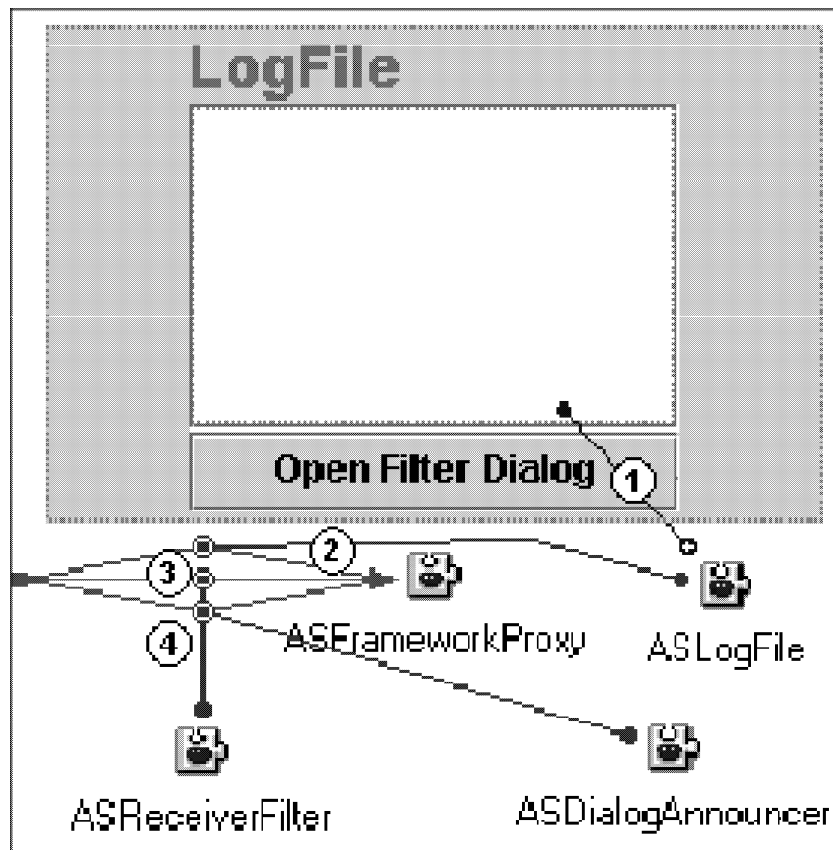 LogFile
Open Filter Dialog
1
2
3
4
ASFrameworkProxy
ASLogFile
ASReceiverFilter
ASDialogAnnouncer